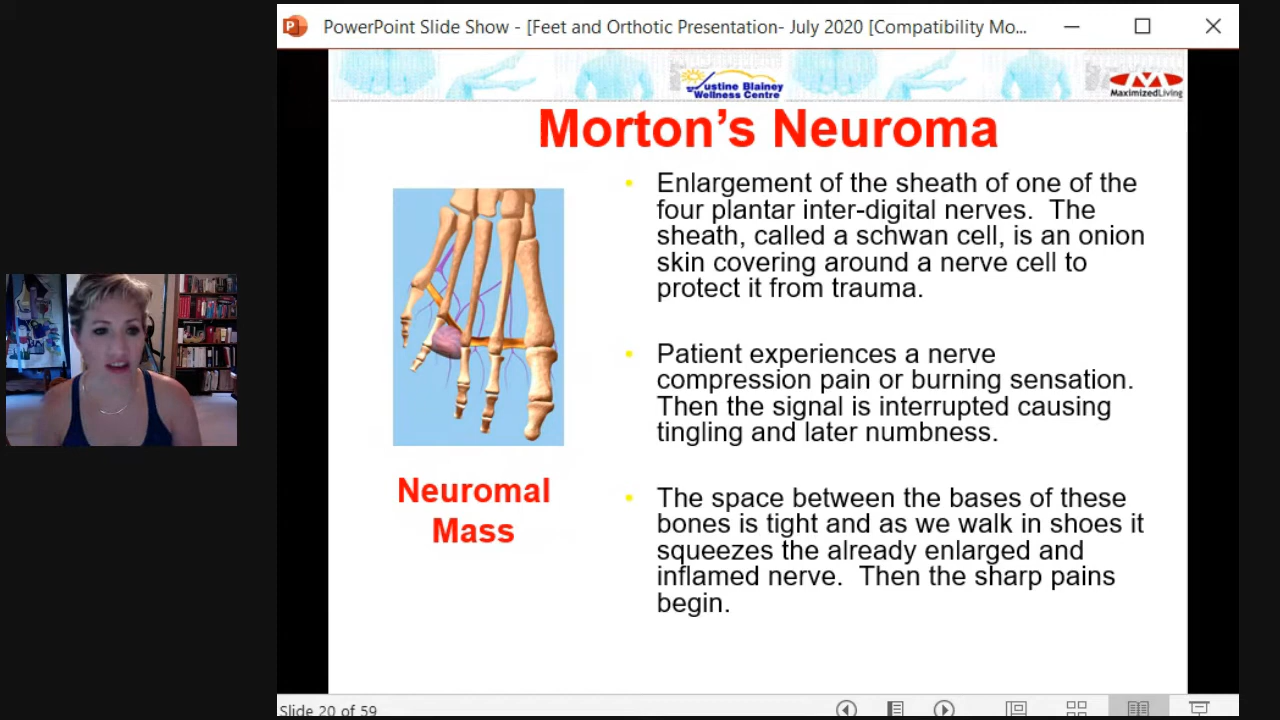 PowerPoint Slide Show - [Feet and Orthotic Presentation- July 2020 [Compatibility Mo...
ustine Blainey
Wellness Centre
MaximizedLiving
Morton's Neuroma
• Enlargement of the sheath of one of the
four plantar inter-digital nerves. The
sheath, called a schwan cell, is an onion
skin covering around a nerve cell to
protect it from trauma.
• Patient experiences a nerve
compression pain or burning sensation.
Then the signal is interrupted causing
tingling and later numbness.
Neuromal
Mass
• The space between the bases of these
bones is tight and as we walk in shoes it
squeezes the already enlarged and
inflamed nerve. Then the sharp pains
begin.
Slide 20 of 59